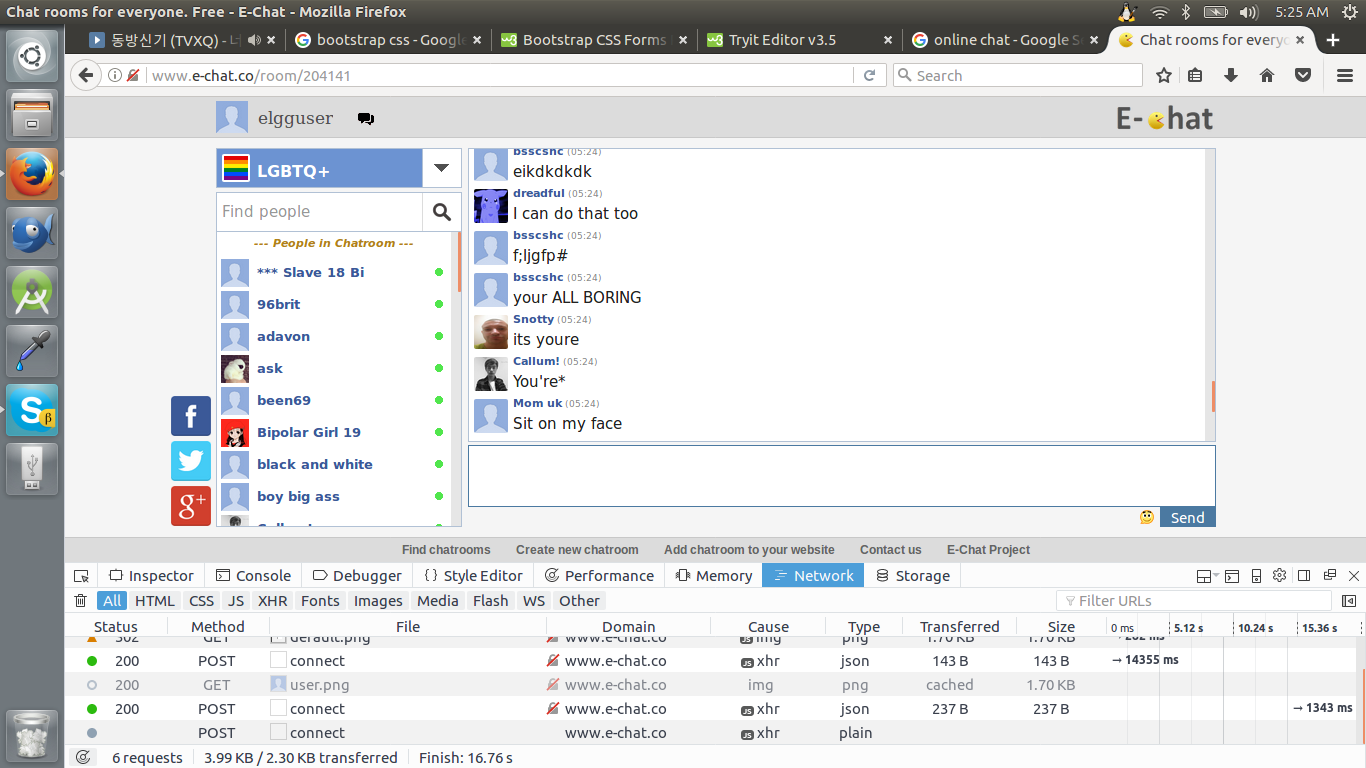 Chat rooms for everyone. Free - E-Chat - Mozilla Firefox
5:25 AM
동방신기 (TVXQ) - 
bootstrap css - Google
Bootstrap CSS Forms
Tryit Editor v3.5
online chat - Google Se
Chat rooms for everyo
www.e-chat.co/room/204141
Search
elgguser
E-chat
LGBTQ+
Find people
--- People in Chatroom ---
*** Slave 18 Bi
96brit
adavon
ask
been69
Bipolar Girl 19
black and white
boy big ass
bsscshc (05:24)
eikdkdkdk
dreadful (05:24)
I can do that too
bsscshc (05:24)
f;ljgfp#
bsscshc (05:24)
your ALL BORING
Snotty (05:24)
its youre
Callum! (05:24)
You're*
Mom uk (05:24)
Sit on my face
Send
Find chatrooms Create new chatroom Add chatroom to your website Contact us E-Chat Project
Inspector Console Debugger { } Style Editor Performance Memory Network Storage
All HTML CSS JS XHR Fonts Images Media Flash WS Other Filter URLs
Status Method File Domain Cause Type Transferred Size 0 ms 5.12 s 10.24 s 15.36 s
302 GET default.png www.e-chat.co JS img png 1.70 KB 1.70 KB → 262 ms
200 POST connect www.e-chat.co JS xhr json 143 B 143 B → 14355 ms
200 GET user.png www.e-chat.co img png cached 1.70 KB
200 POST connect www.e-chat.co JS xhr json 237 B 237 B → 1343 ms
POST connect www.e-chat.co JS xhr plain
6 requests 3.99 KB / 2.30 KB transferred Finish: 16.76 s